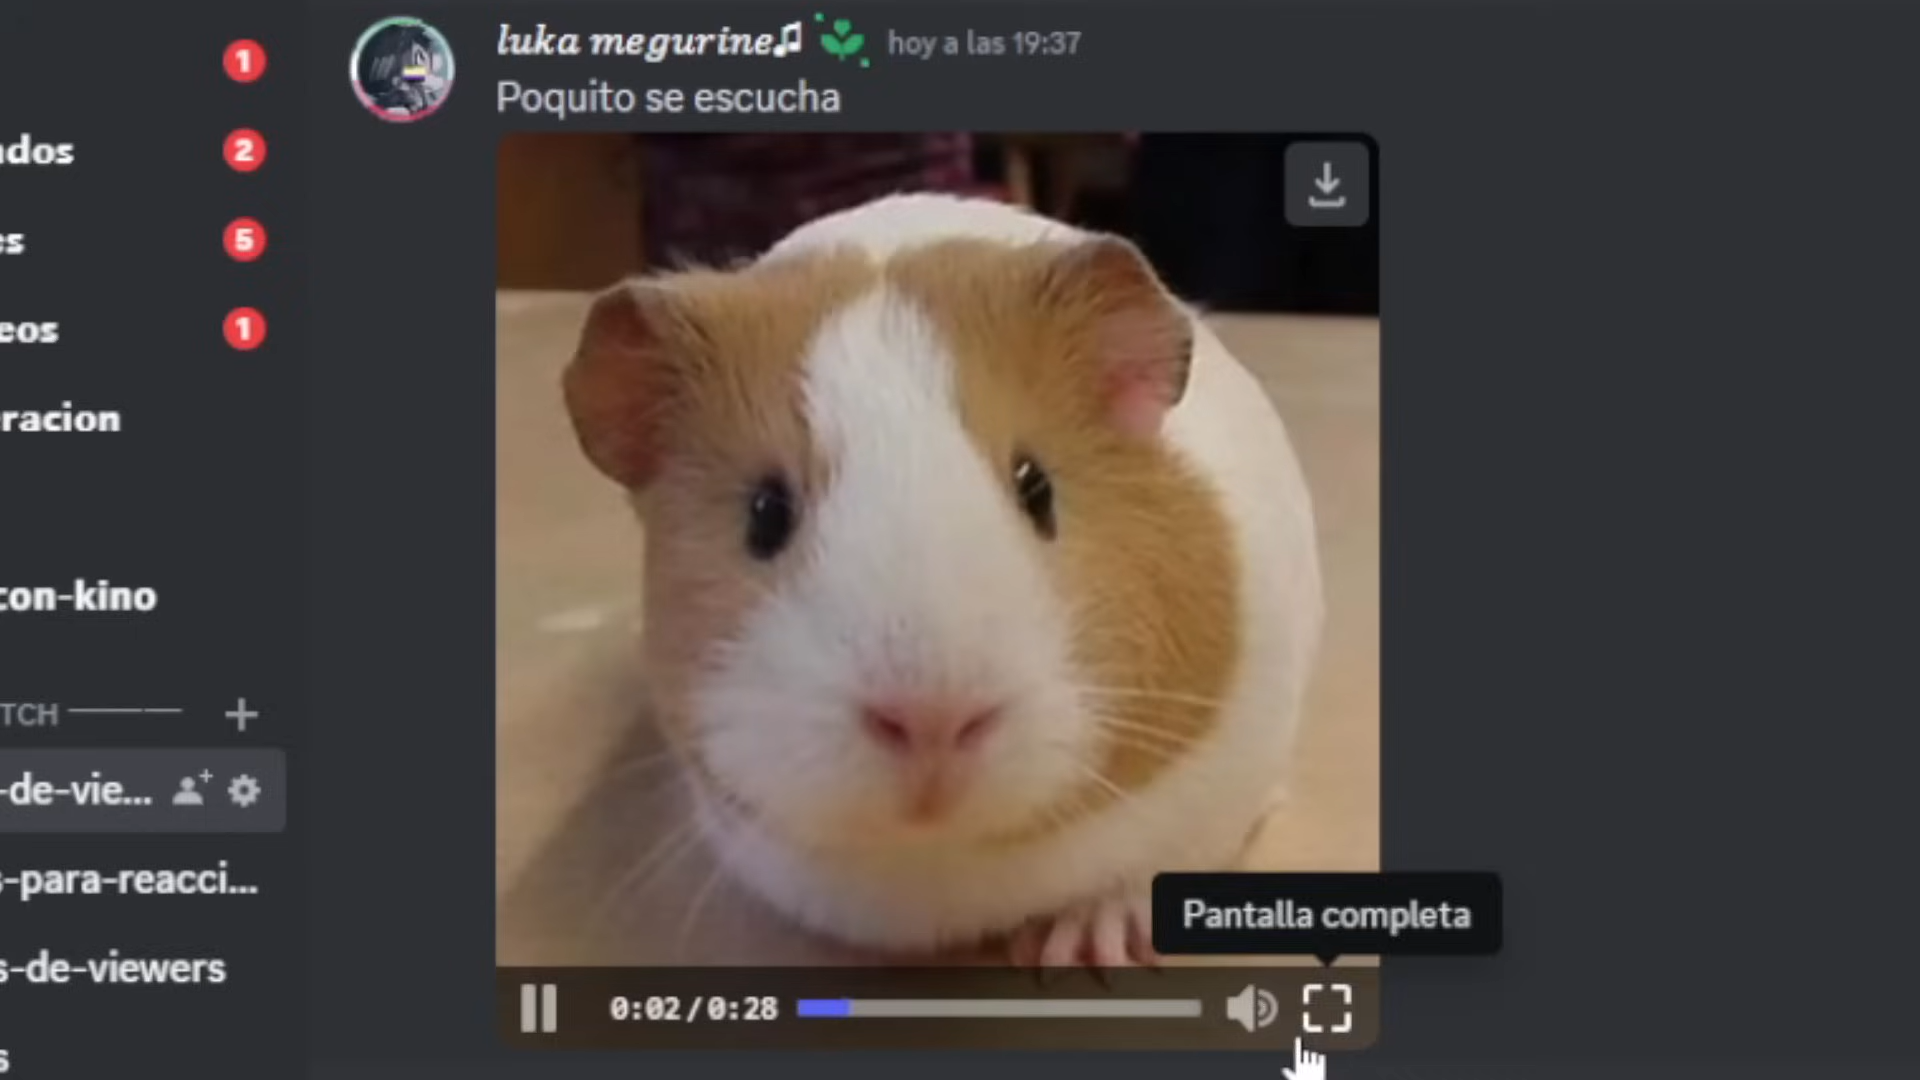 1
ados 2
es 5
eos 1
eracion
con-kino
TCH
-de-vie...
s-para-reacci...
s-de-viewers
s
luka megurine♫ hoy a las 19:37
Poquito se escucha
Pantalla completa
0:02/0:28